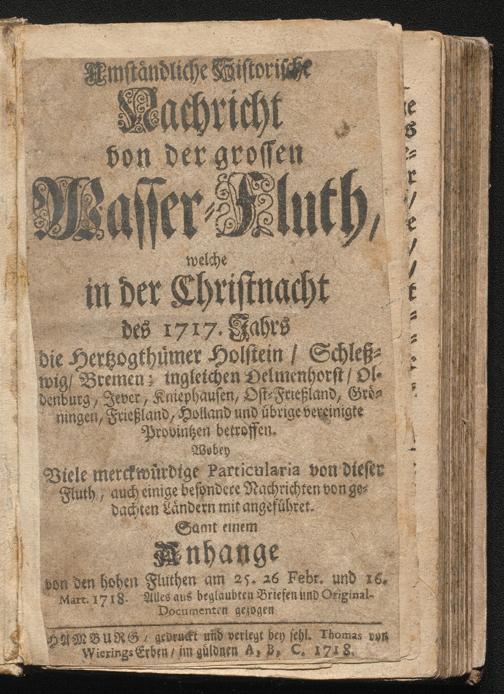 Umständliche Historische
Nachricht
von der grossen
Wasser-Fluth,
welche
in der Christnacht
des 1717. Jahrs
die Hertzogthümer Holstein / Schleß-
wig / Bremen; ingleichen Delmenhorst / Ol-
denburg, Jever, Kniephausen, Ost-Frießland, Grö-
ningen, Frießland, Holland und übrige vereinigte
Provintzen betroffen.
Wobey
Viele merckwürdige Particularia von dieser
Fluth, auch einige besondere Nachrichten von ge-
dachten Ländern mit angeführet.
Samt einem
Anhange
von den hohen Fluthen am 25. 26 Febr. und 16.
Mart. 1718. Alles aus beglaubten Briefen und Original-
Documenten gezogen
HAMBURG / gedruckt und verlegt bey sehl. Thomas von
Wierings Erben / im güldnen A, B, C. 1718.